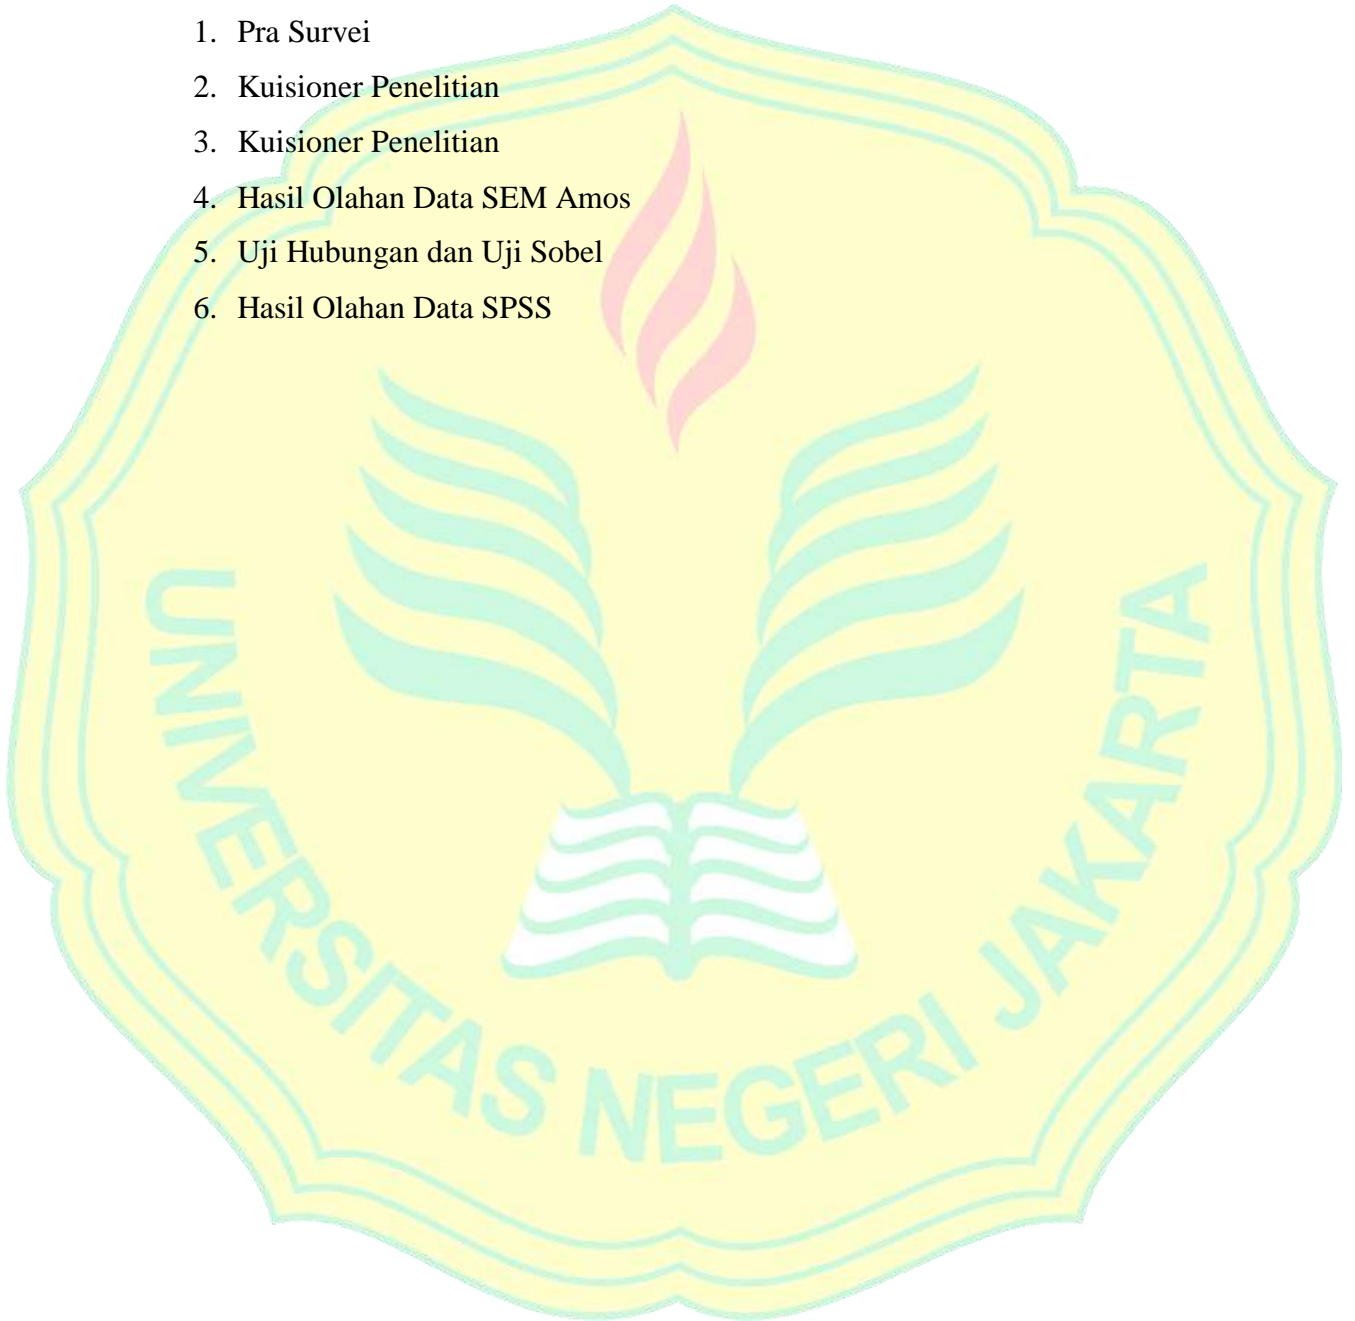 1. Pra Survei
2. Kuisioner Penelitian
3. Kuisioner Penelitian
4. Hasil Olahan Data SEM Amos
5. Uji Hubungan dan Uji Sobel
6. Hasil Olahan Data SPSS
UNIVERSITAS NEGERI JAKARTA